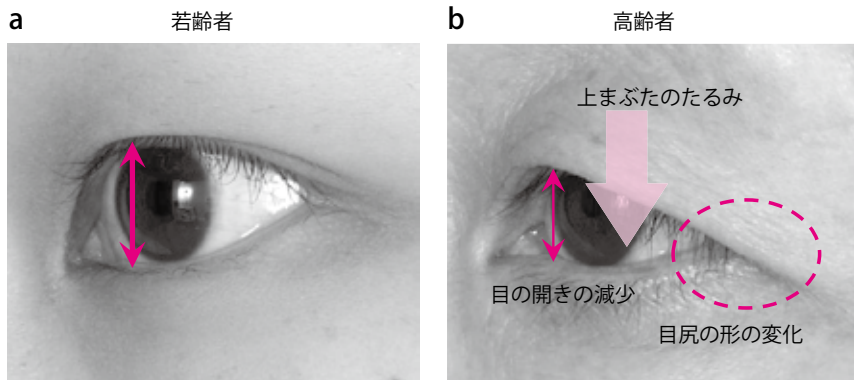 a
若齢者
b
高齢者
上まぶたのたるみ
目の開きの減少
目尻の形の変化